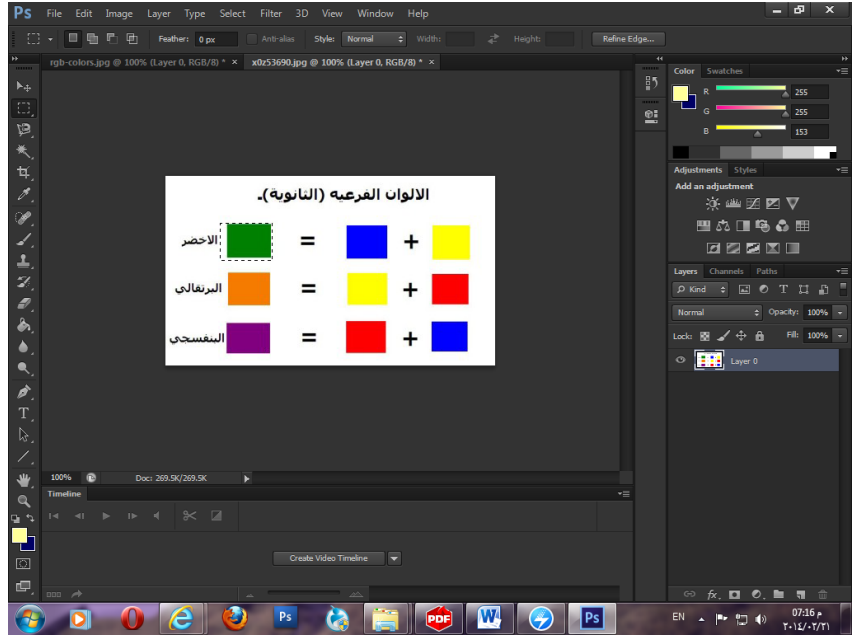 Ps File Edit Image Layer Type Select Filter 3D View Window Help
Feather: 0 px Anti-alias Style: Normal Width: Height: Refine Edge...
rgb-colors.jpg @ 100% (Layer 0, RGB/8) * × x0z53690.jpg @ 100% (Layer 0, RGB/8) * ×
Color Swatches
R 255
G 255
B 153
Adjustments Styles
Add an adjustment
الالوان الفرعيه (الثانوية).
الاخضر = +
البرتقالي = +
البنفسجي = +
Layers Channels Paths
Kind
Normal Opacity: 100%
Lock: Fill: 100%
Layer 0
100% Doc: 269.5K/269.5K
Timeline
Create Video Timeline
fx
Ps PDF W Ps
EN 07:16 م
٢٠١٤/٠٢/٢١